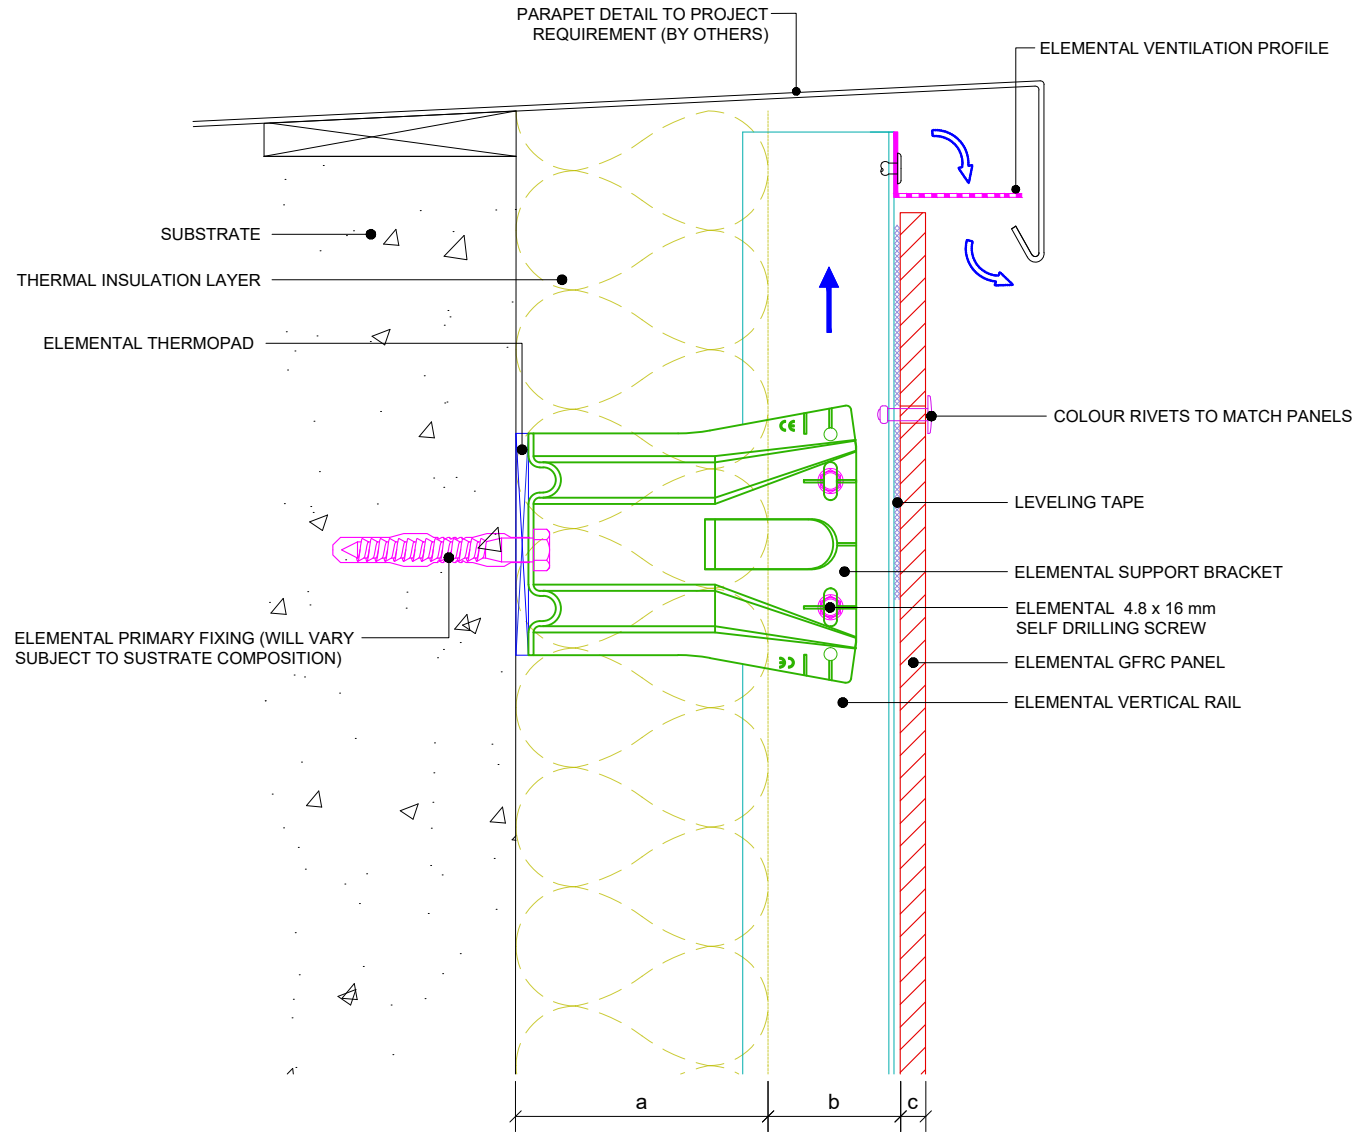 PARAPET DETAIL TO PROJECT
REQUIREMENT (BY OTHERS)
ELEMENTAL VENTILATION PROFILE
SUBSTRATE
THERMAL INSULATION LAYER
ELEMENTAL THERMOPAD
COLOUR RIVETS TO MATCH PANELS
CE
LEVELING TAPE
ELEMENTAL SUPPORT BRACKET
ELEMENTAL 4.8 x 16 mm
SELF DRILLING SCREW
ELEMENTAL PRIMARY FIXING (WILL VARY
SUBJECT TO SUSTRATE COMPOSITION)
ELEMENTAL GFRC PANEL
CE
ELEMENTAL VERTICAL RAIL
a
b
c